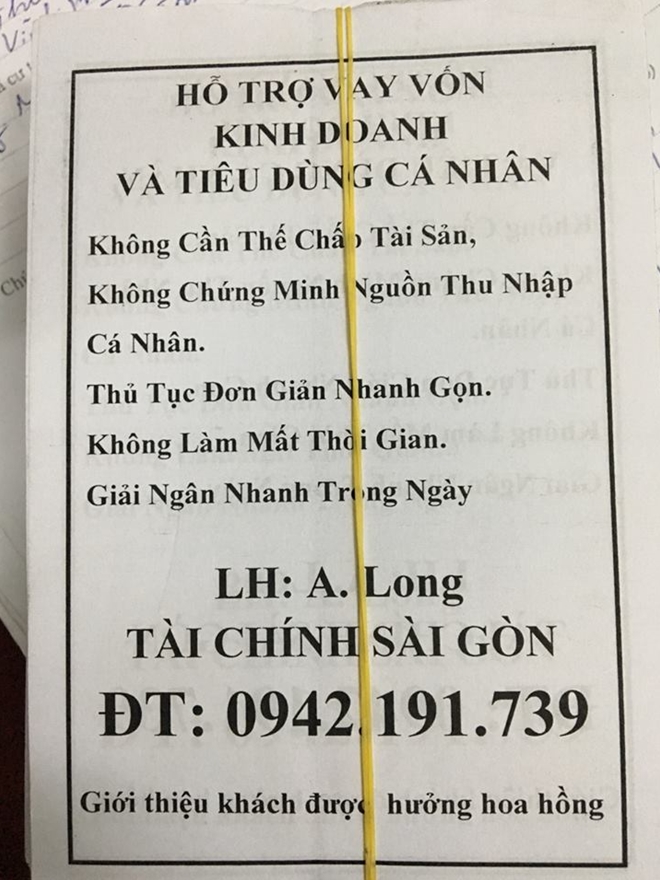 HỖ TRỢ VAY VỐN
KINH DOANH
VÀ TIÊU DÙNG CÁ NHÂN
Không Cần Thế Chấp Tài Sản,
Không Chứng Minh Nguồn Thu Nhập
Cá Nhân.
Thủ Tục Đơn Giản Nhanh Gọn.
Không Làm Mất Thời Gian.
Giải Ngân Nhanh Trong Ngày
LH: A. Long
TÀI CHÍNH SÀI GÒN
ĐT: 0942.191.739
Giới thiệu khách được hưởng hoa hồng